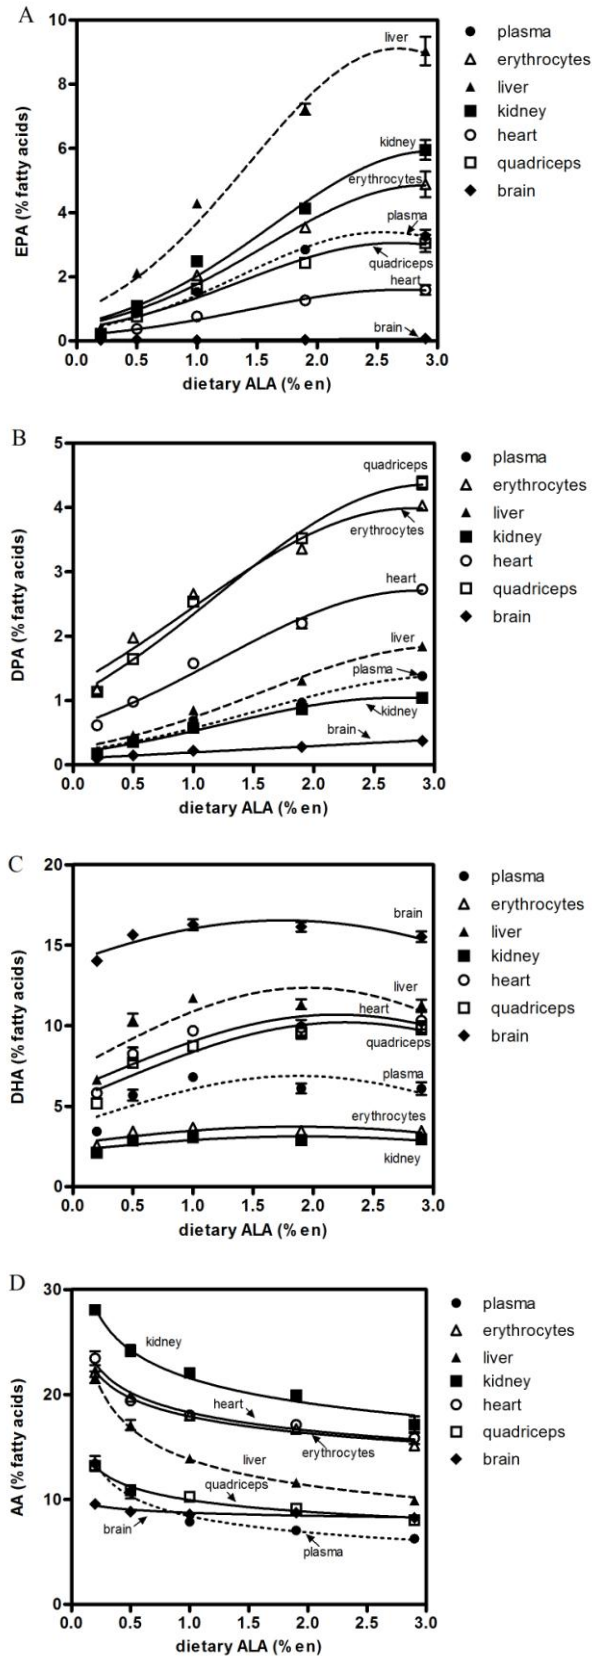 A
EPA (% fatty acids)
10
8
6
4
2
0
0.0 0.5 1.0 1.5 2.0 2.5 3.0
dietary ALA (% en)
liver
kidney
erythrocytes
plasma
quadriceps
heart
brain
plasma
erythrocytes
liver
kidney
heart
quadriceps
brain
B
DPA (% fatty acids)
5
4
3
2
1
0
0.0 0.5 1.0 1.5 2.0 2.5 3.0
dietary ALA (% en)
quadriceps
erythrocytes
heart
liver
plasma
kidney
brain
plasma
erythrocytes
liver
kidney
heart
quadriceps
brain
C
DHA (% fatty acids)
20
15
10
5
0
0.0 0.5 1.0 1.5 2.0 2.5 3.0
dietary ALA (% en)
brain
liver
heart
quadriceps
plasma
erythrocytes
kidney
plasma
erythrocytes
liver
kidney
heart
quadriceps
brain
D
AA (% fatty acids)
30
20
10
0
0.0 0.5 1.0 1.5 2.0 2.5 3.0
dietary ALA (% en)
kidney
heart
erythrocytes
liver
quadriceps
brain
plasma
plasma
erythrocytes
liver
kidney
heart
quadriceps
brain